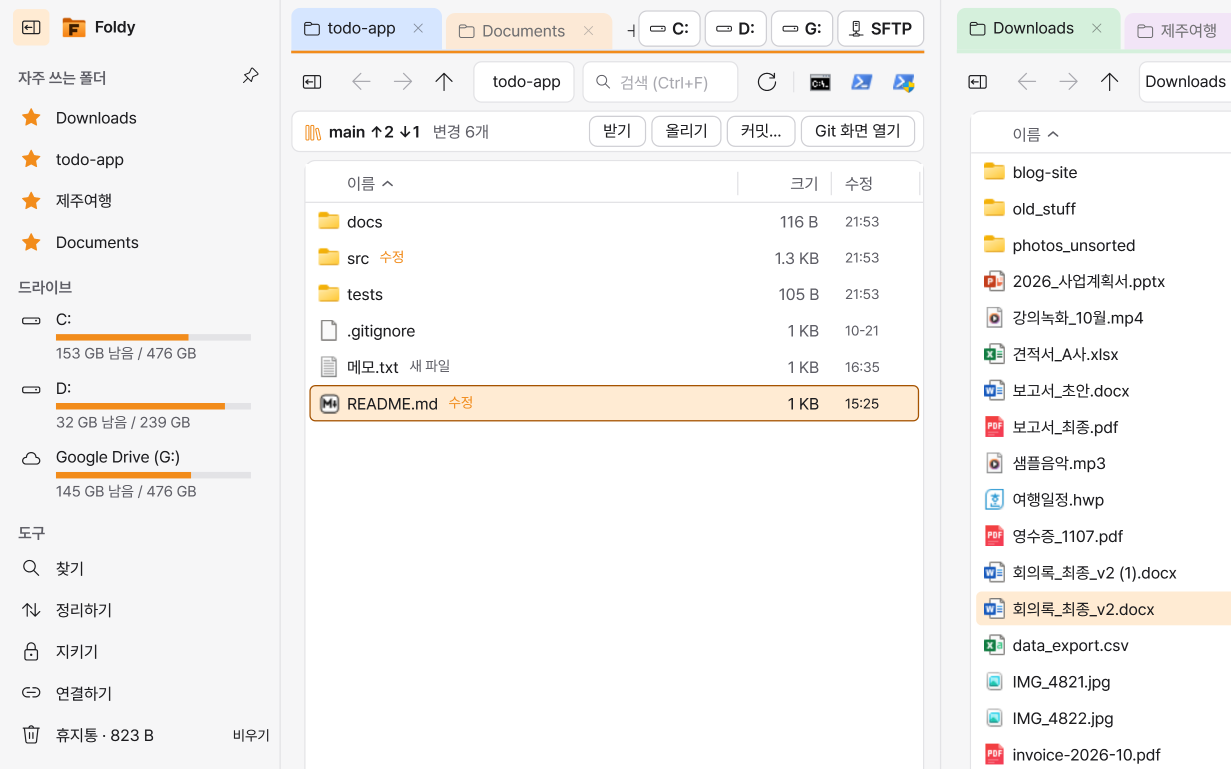 Foldy
자주 쓰는 폴더
Downloads
todo-app
제주여행
Documents
드라이브
C:
153 GB 남음 / 476 GB
D:
32 GB 남음 / 239 GB
Google Drive (G:)
145 GB 남음 / 476 GB
도구
찾기
정리하기
지키기
연결하기
휴지통 · 823 B 비우기
todo-app Documents C: D: G: SFTP
todo-app 검색 (Ctrl+F)
main ↑2 ↓1 변경 6개 받기 올리기 커밋... Git 화면 열기
이름 크기 수정
docs 116 B 21:53
src 수정 1.3 KB 21:53
tests 105 B 21:53
.gitignore 1 KB 10-21
메모.txt 새 파일 1 KB 16:35
README.md 수정 1 KB 15:25
Downloads 제주여행
Downloads
이름
blog-site
old_stuff
photos_unsorted
2026_사업계획서.pptx
강의녹화_10월.mp4
견적서_A사.xlsx
보고서_초안.docx
보고서_최종.pdf
샘플음악.mp3
여행일정.hwp
영수증_1107.pdf
회의록_최종_v2 (1).docx
회의록_최종_v2.docx
data_export.csv
IMG_4821.jpg
IMG_4822.jpg
invoice-2026-10.pdf